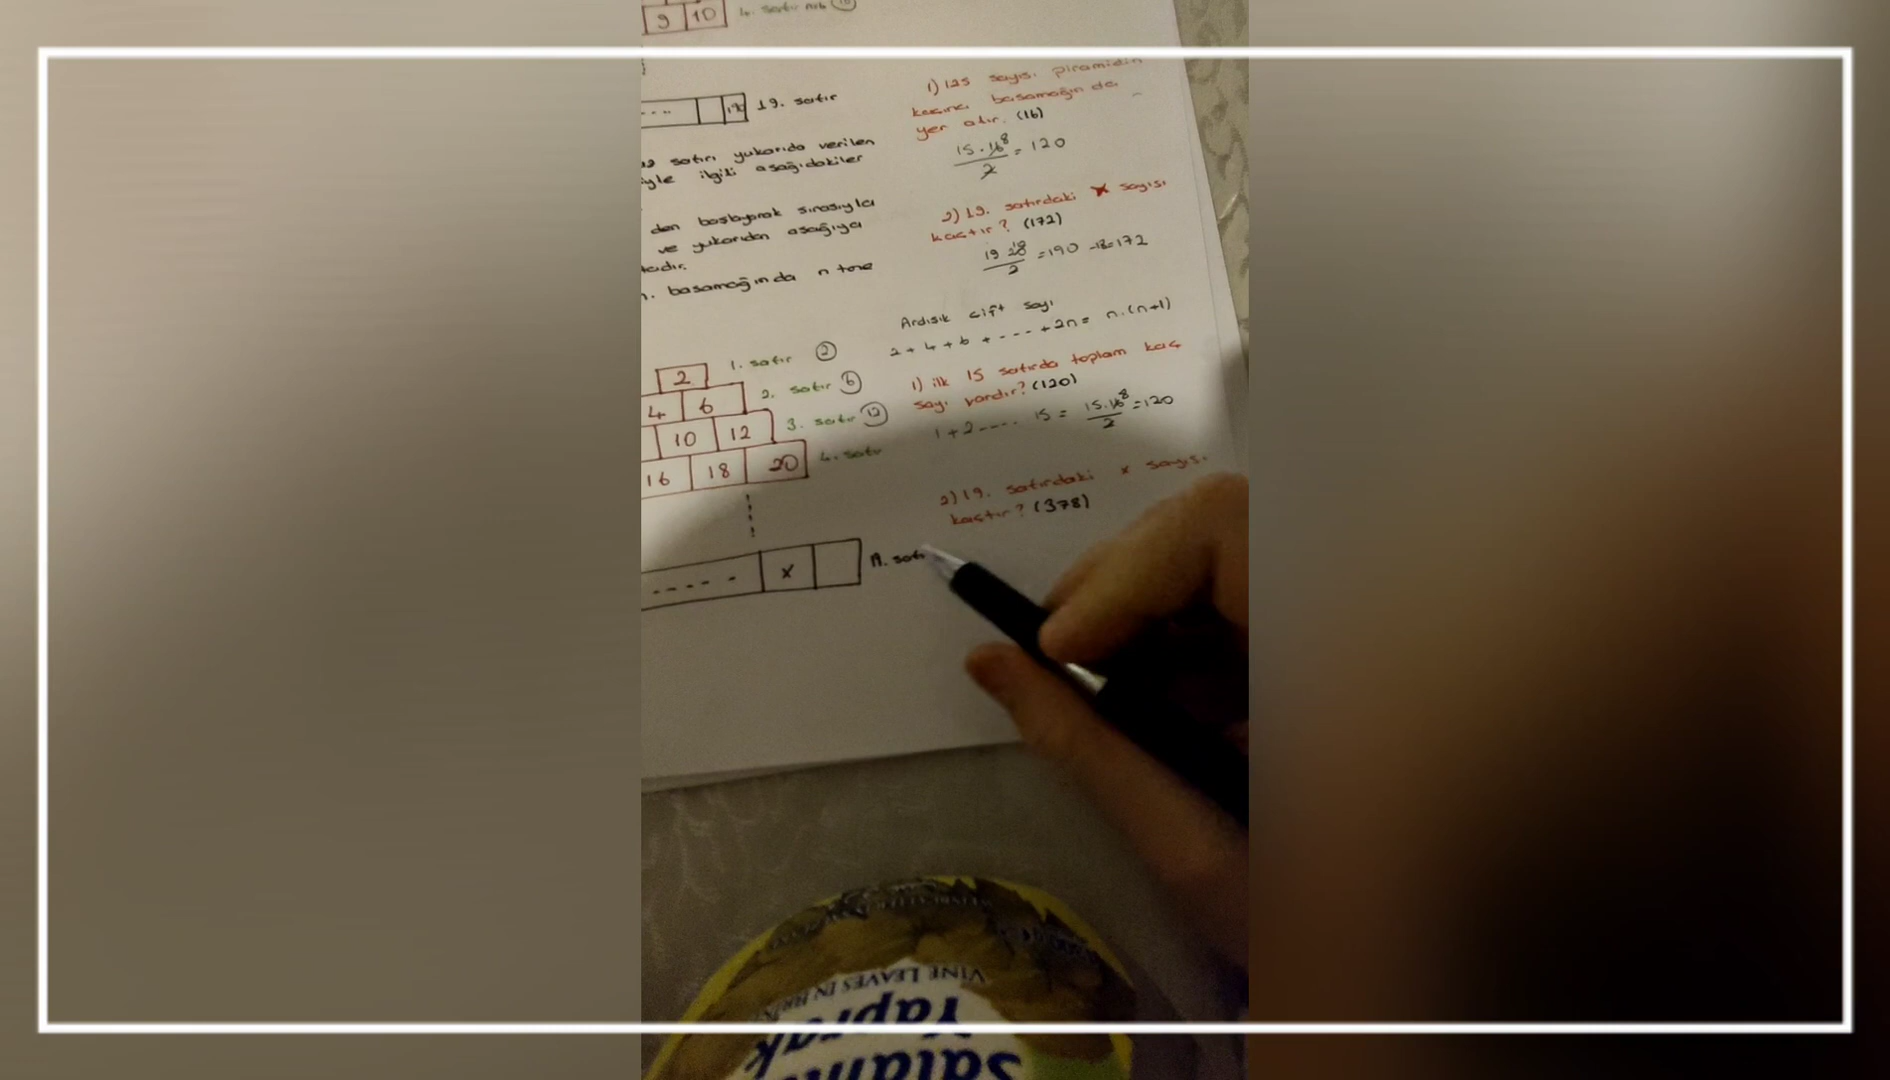 9 10 4. satır
19. satır
satırı yukarıda verilen
ilgili aşağıdakiler
den başlayarak sırasıyla
ve yukarıdan aşağıya
n. basamağında n tane
1) 125 sayısı piramidin
kaçıncı basamağında
yer alır. (16)
15.16 8
2
= 120
2) 19. satırdaki x sayısı
kaçtır? (172)
19 20
2
=190 -18=172
Ardışık çift sayı
2+4+6+----+2n= n.(n+1)
1) ilk 15 satırda toplam kaç
sayı vardır? (120)
1+2---- 15 = 15.16 8
2
=120
2) 19. satırdaki x sayısı
kaçtır? (378)
2 1. satır 2
4 6 2. satır 6
10 12 3. satır 12
16 18 20 4. satır
----- x
VINE LEAVES IN
Yaprak